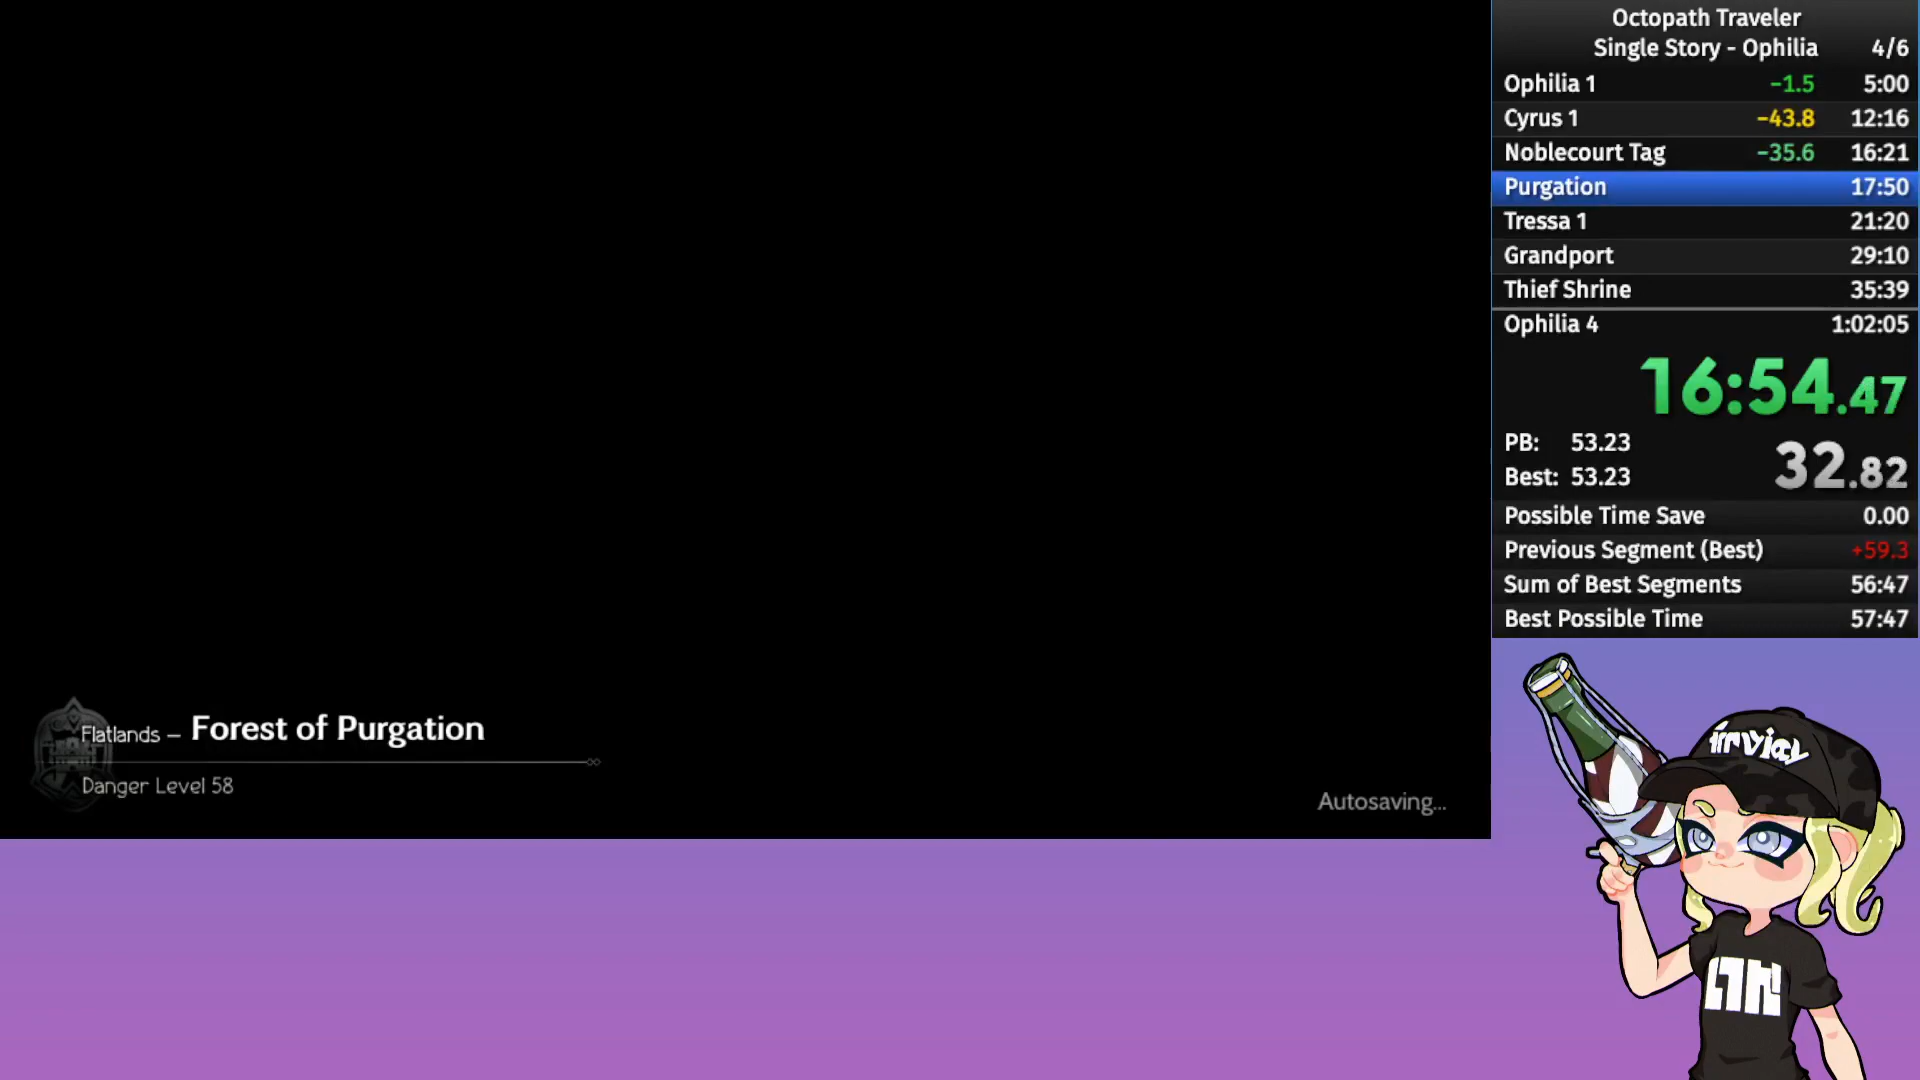 Flatlands – Forest of Purgation
Danger Level 58
Autosaving...
Octopath Traveler
Single Story - Ophilia 4/6
Ophilia 1 −1.5 5:00
Cyrus 1 −43.8 12:16
Noblecourt Tag −35.6 16:21
Purgation 17:50
Tressa 1 21:20
Grandport 29:10
Thief Shrine 35:39
Ophilia 4 1:02:05
16:54.47
PB: 53.23
Best: 53.23
32.82
Possible Time Save 0.00
Previous Segment (Best) +59.3
Sum of Best Segments 56:47
Best Possible Time 57:47